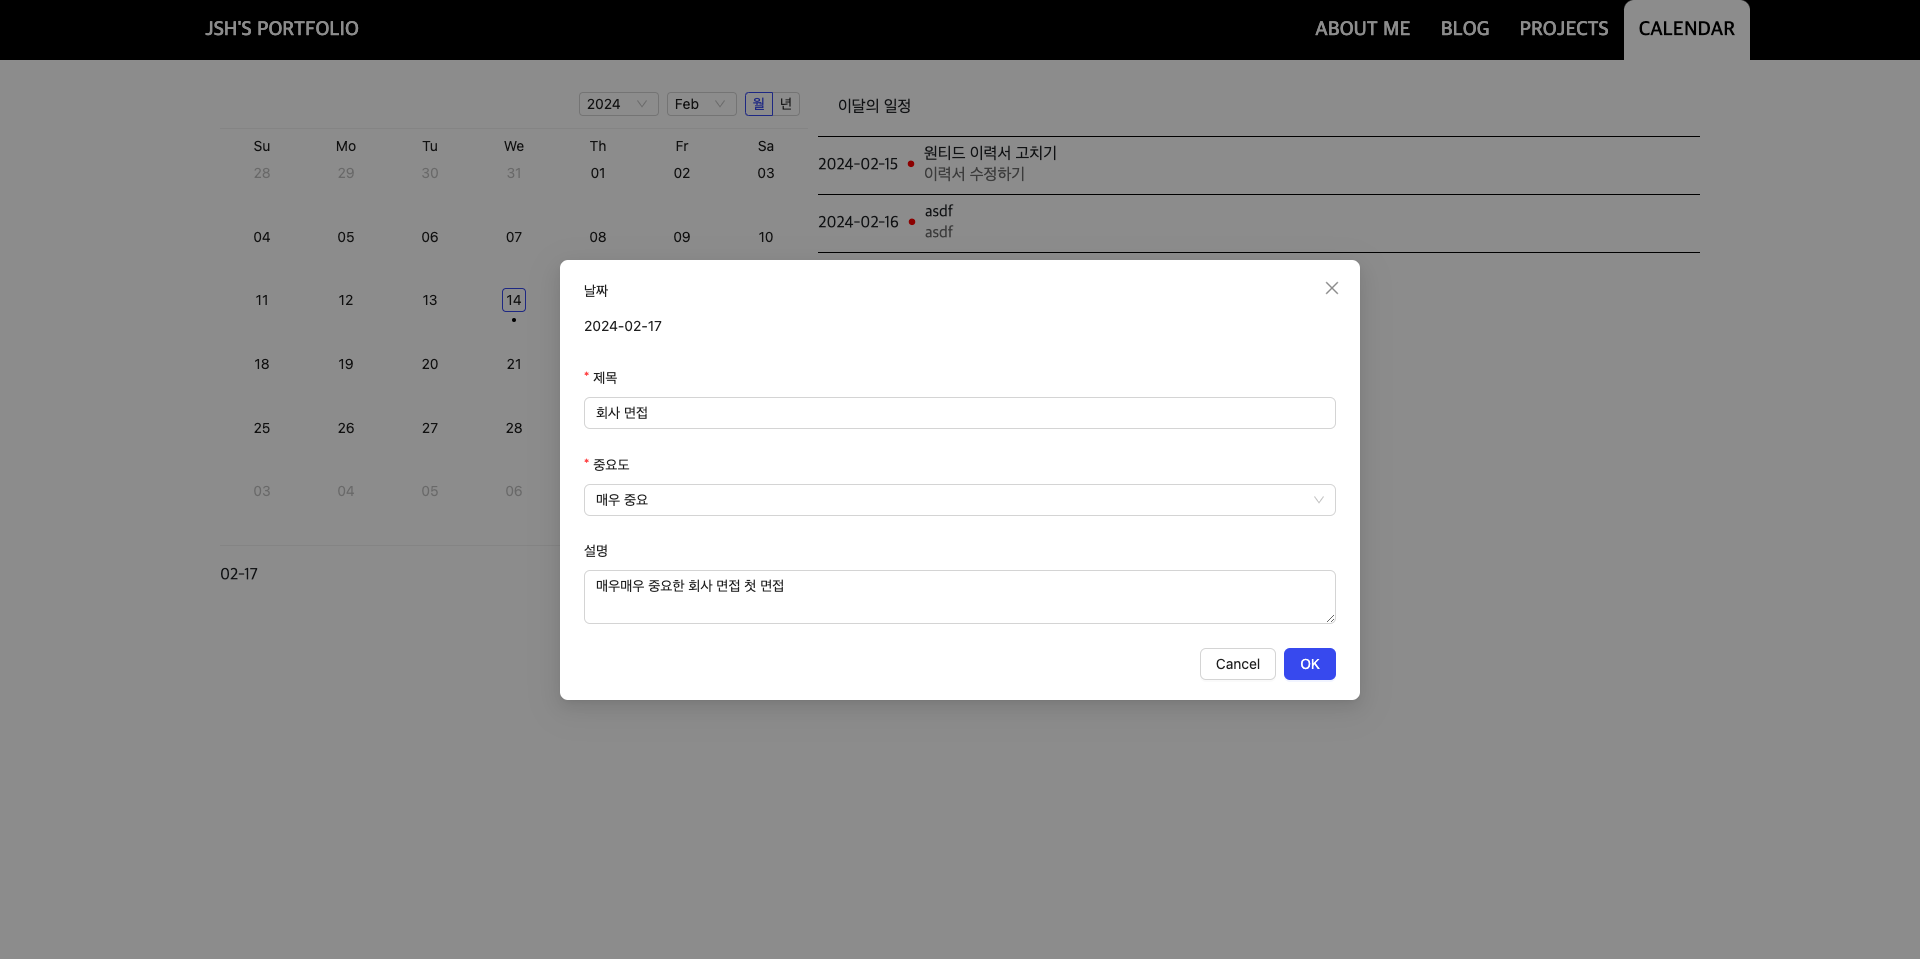 JSH'S PORTFOLIO
ABOUT ME BLOG PROJECTS CALENDAR
2024 Feb 월 년
Su Mo Tu We Th Fr Sa
28 29 30 31 01 02 03
04 05 06 07 08 09 10
11 12 13 14
18 19 20 21
25 26 27 28
03 04 05 06
02-17
이달의 일정
2024-02-15 원티드 이력서 고치기
이력서 수정하기
2024-02-16 asdf
asdf
날짜
2024-02-17
* 제목
회사 면접
* 중요도
매우 중요
설명
매우매우 중요한 회사 면접 첫 면접
Cancel OK